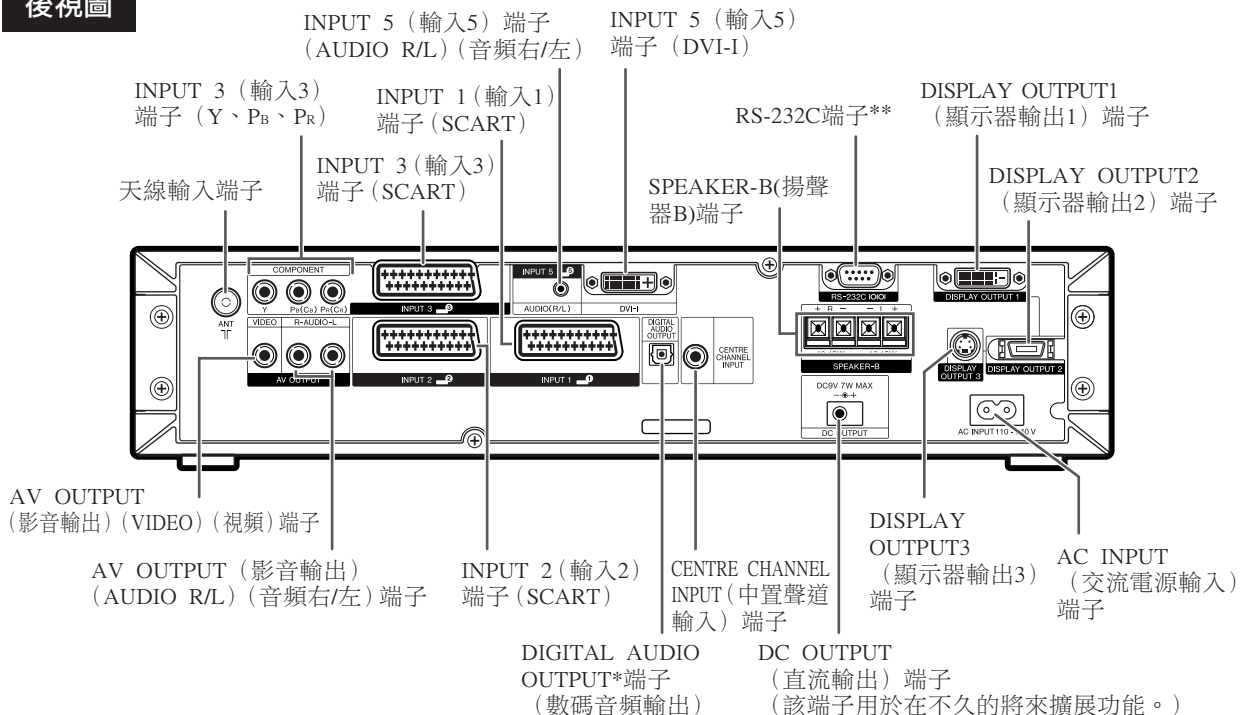 後視圖
INPUT 5（輸入5）端子
（AUDIO R/L）（音頻右/左）
INPUT 5（輸入5）
端子（DVI-I）
INPUT 3（輸入3）
端子（Y、PB、PR）
INPUT 1（輸入1）
端子（SCART）
RS-232C端子**
DISPLAY OUTPUT1
（顯示器輸出1）端子
天線輸入端子
INPUT 3（輸入3）
端子（SCART）
SPEAKER-B(揚聲
器B)端子
DISPLAY OUTPUT2
（顯示器輸出2）端子
COMPONENT
Y PB(CB) PR(CR)
ANT
INPUT 3 3
INPUT 5 5
AUDIO(R/L)
DVI-I
RS-232C IOIOI
DISPLAY OUTPUT 1
VIDEO R-AUDIO-L
AV OUTPUT
INPUT 2 2
INPUT 1 1
DIGITAL
AUDIO
OUTPUT
CENTRE
CHANNEL
INPUT
+ R − − L +
SPEAKER-B
DC9V 7W MAX
DC OUTPUT
DISPLAY
OUTPUT 3
DISPLAY OUTPUT 2
AC INPUT 110 - 240 V
AV OUTPUT
（影音輸出）（VIDEO）（視頻）端子
AV OUTPUT（影音輸出）
（AUDIO R/L）（音頻右/左）端子
INPUT 2（輸入2）
端子（SCART）
CENTRE CHANNEL
INPUT（中置聲道
輸入）端子
DISPLAY
OUTPUT3
（顯示器輸出3）
端子
AC INPUT
（交流電源輸入）
端子
DIGITAL AUDIO
OUTPUT*端子
（數碼音頻輸出）
DC OUTPUT
（直流輸出）端子
（該端子用於在不久的將來擴展功能。）